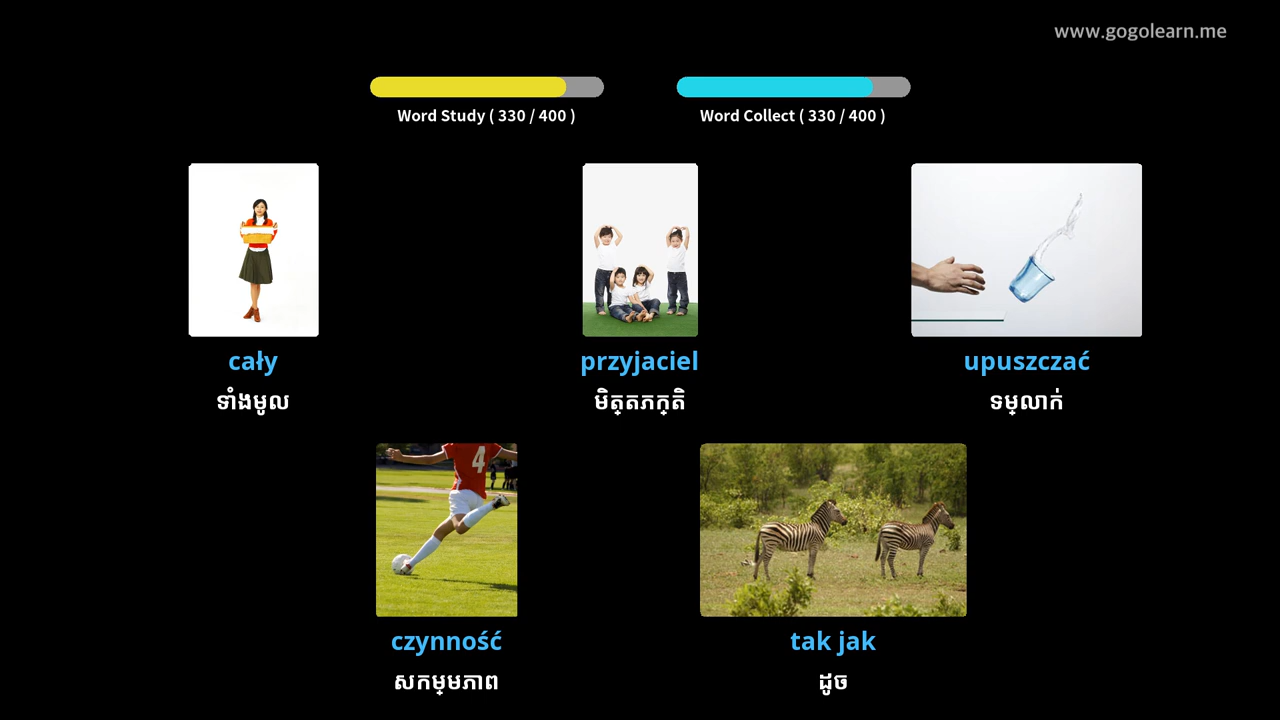 www.gogolearn.me
Word Study ( 330 / 400 )
Word Collect ( 330 / 400 )
cały
przyjaciel
upuszczać
ទាំងមូល
មិត្តភក្តិ
ទម្លាក់
4
czynność
tak jak
សកម្មភាព
ដូច